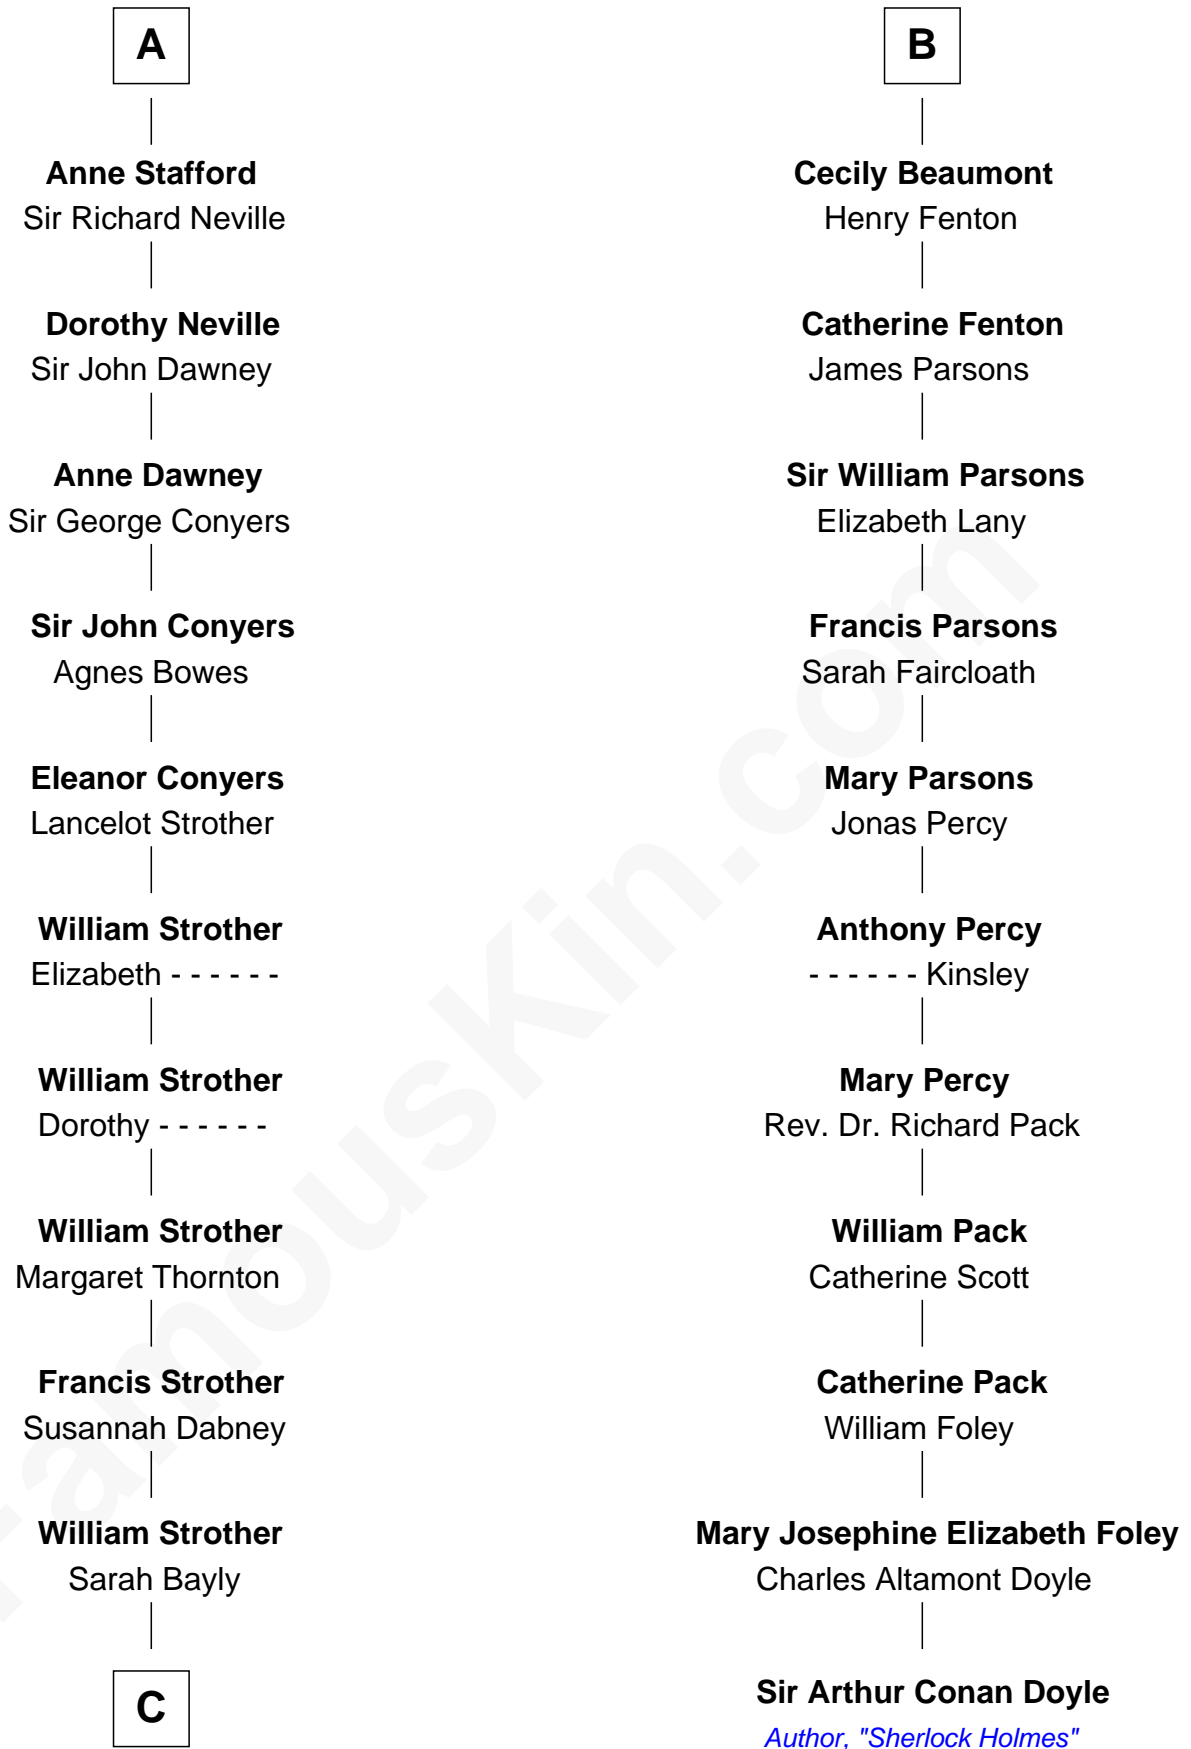 A
Anne Stafford
Sir Richard Neville
Dorothy Neville
Sir John Dawney
Anne Dawney
Sir George Conyers
Sir John Conyers
Agnes Bowes
Eleanor Conyers
Lancelot Strother
William Strother
Elizabeth - - - - - -
William Strother
Dorothy - - - - - -
William Strother
Margaret Thornton
Francis Strother
Susannah Dabney
William Strother
Sarah Bayly
C
B
Cecily Beaumont
Henry Fenton
Catherine Fenton
James Parsons
Sir William Parsons
Elizabeth Lany
Francis Parsons
Sarah Faircloath
Mary Parsons
Jonas Percy
Anthony Percy
- - - - - - Kinsley
Mary Percy
Rev. Dr. Richard Pack
William Pack
Catherine Scott
Catherine Pack
William Foley
Mary Josephine Elizabeth Foley
Charles Altamont Doyle
Sir Arthur Conan Doyle
Author, "Sherlock Holmes"
FamousKin.com